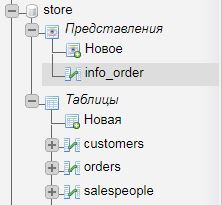 store
Представления
Новое
info_order
Таблицы
Новая
customers
orders
salespeople